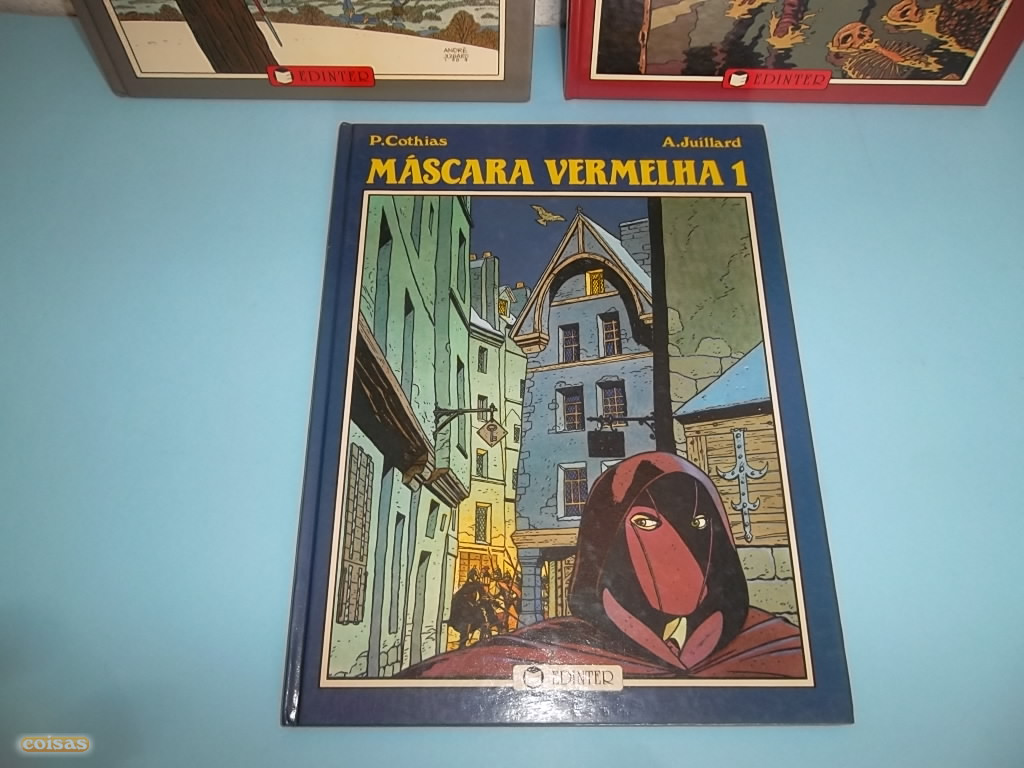 EDINTER
EDINTER
P.Cothias
A.Juillard
MÁSCARA VERMELHA 1
EDINTER
coisas